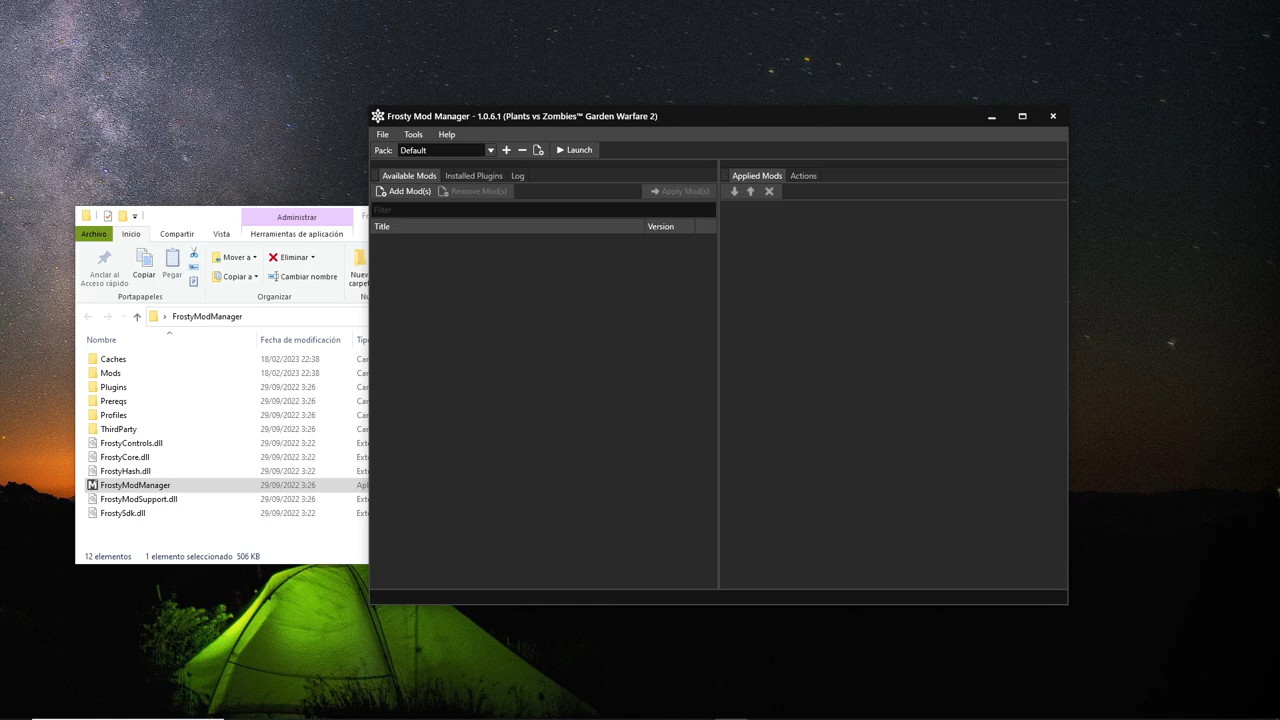 Frosty Mod Manager - 1.0.6.1 (Plants vs Zombies™ Garden Warfare 2)
File Tools Help
Pack: Default Launch
Available Mods Installed Plugins Log
Add Mod(s) Remove Mod(s) Apply Mod(s)
Filter
Title Version
Applied Mods Actions
Administrar
Archivo Inicio Compartir Vista Herramientas de aplicación
Anclar al
Acceso rápido
Copiar
Pegar
Portapapeles
Mover a
Eliminar
Copiar a
Cambiar nombre
Organizar
FrostyModManager
Nombre Fecha de modificación
Caches 18/02/2023 22:38
Mods 18/02/2023 22:38
Plugins 29/09/2022 3:26
Prereqs 29/09/2022 3:26
Profiles 29/09/2022 3:26
ThirdParty 29/09/2022 3:26
FrostyControls.dll 29/09/2022 3:22
FrostyCore.dll 29/09/2022 3:22
FrostyHash.dll 29/09/2022 3:22
FrostyModManager 29/09/2022 3:26
FrostyModSupport.dll 29/09/2022 3:26
FrostySdk.dll 29/09/2022 3:22
12 elementos 1 elemento seleccionado 506 KB